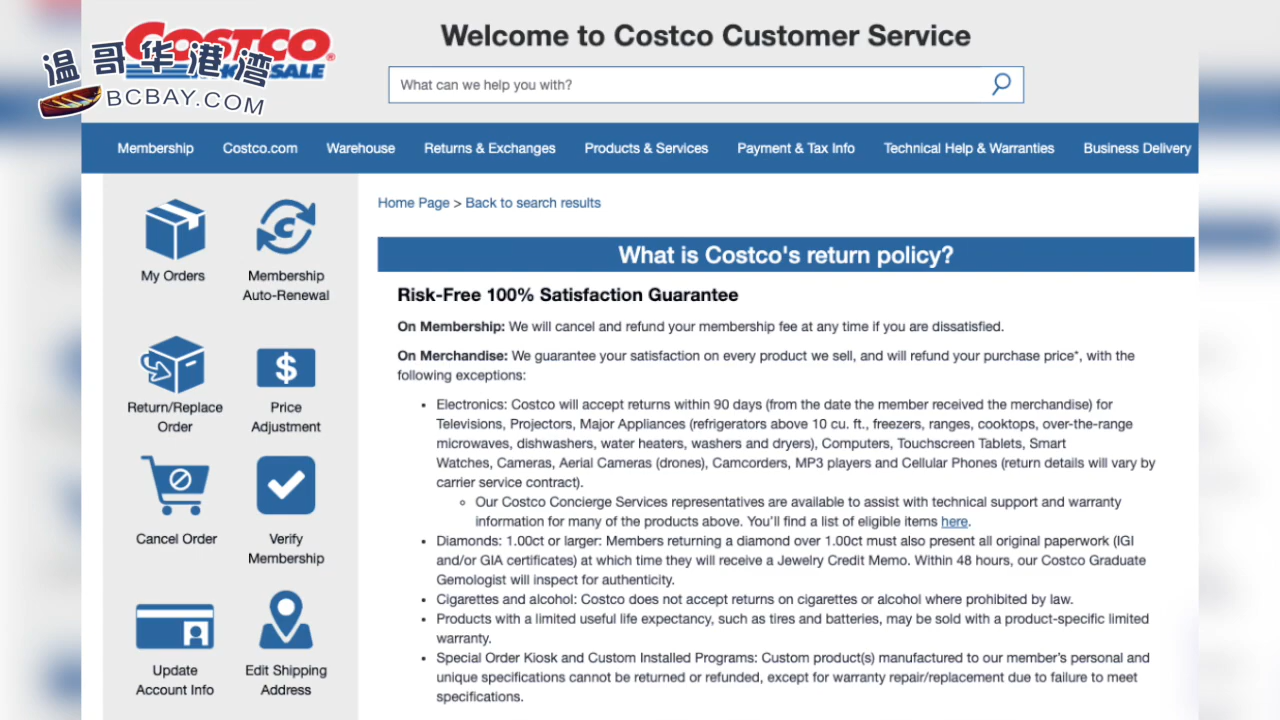 COSTCO
WHOLESALE
温哥华港湾
BCBAY.COM
Welcome to Costco Customer Service
What can we help you with?
Membership Costco.com Warehouse Returns & Exchanges Products & Services Payment & Tax Info Technical Help & Warranties Business Delivery
My Orders
Membership
Auto-Renewal
Return/Replace
Order
Price
Adjustment
Cancel Order
Verify
Membership
Update
Account Info
Edit Shipping
Address
Home Page > Back to search results
What is Costco's return policy?
Risk-Free 100% Satisfaction Guarantee
On Membership: We will cancel and refund your membership fee at any time if you are dissatisfied.
On Merchandise: We guarantee your satisfaction on every product we sell, and will refund your purchase price*, with the
following exceptions:
• Electronics: Costco will accept returns within 90 days (from the date the member received the merchandise) for
Televisions, Projectors, Major Appliances (refrigerators above 10 cu. ft., freezers, ranges, cooktops, over-the-range
microwaves, dishwashers, water heaters, washers and dryers), Computers, Touchscreen Tablets, Smart
Watches, Cameras, Aerial Cameras (drones), Camcorders, MP3 players and Cellular Phones (return details will vary by
carrier service contract).
◦ Our Costco Concierge Services representatives are available to assist with technical support and warranty
information for many of the products above. You'll find a list of eligible items here.
• Diamonds: 1.00ct or larger: Members returning a diamond over 1.00ct must also present all original paperwork (IGI
and/or GIA certificates) at which time they will receive a Jewelry Credit Memo. Within 48 hours, our Costco Graduate
Gemologist will inspect for authenticity.
• Cigarettes and alcohol: Costco does not accept returns on cigarettes or alcohol where prohibited by law.
• Products with a limited useful life expectancy, such as tires and batteries, may be sold with a product-specific limited
warranty.
• Special Order Kiosk and Custom Installed Programs: Custom product(s) manufactured to our member's personal and
unique specifications cannot be returned or refunded, except for warranty repair/replacement due to failure to meet
specifications.